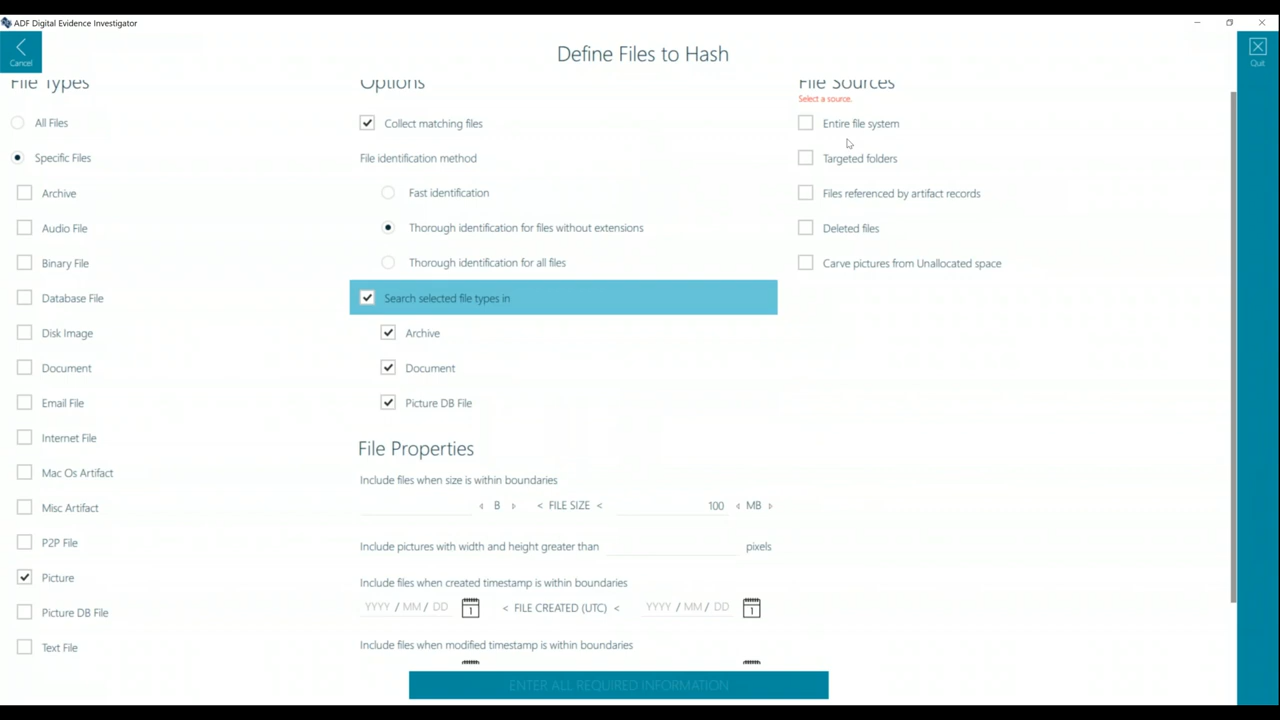 ADF Digital Evidence Investigator
Cancel
Define Files to Hash
Quit
File Types
All Files
Specific Files
Archive
Audio File
Binary File
Database File
Disk Image
Document
Email File
Internet File
Mac Os Artifact
Misc Artifact
P2P File
Picture
Picture DB File
Text File
Options
Collect matching files
File identification method
Fast identification
Thorough identification for files without extensions
Thorough identification for all files
Search selected file types in
Archive
Document
Picture DB File
File Properties
Include files when size is within boundaries
B < FILE SIZE < 100 MB
Include pictures with width and height greater than pixels
Include files when created timestamp is within boundaries
YYYY / MM / DD 1 < FILE CREATED (UTC) < YYYY / MM / DD 1
Include files when modified timestamp is within boundaries
File Sources
Select a source.
Entire file system
Targeted folders
Files referenced by artifact records
Deleted files
Carve pictures from Unallocated space
ENTER ALL REQUIRED INFORMATION